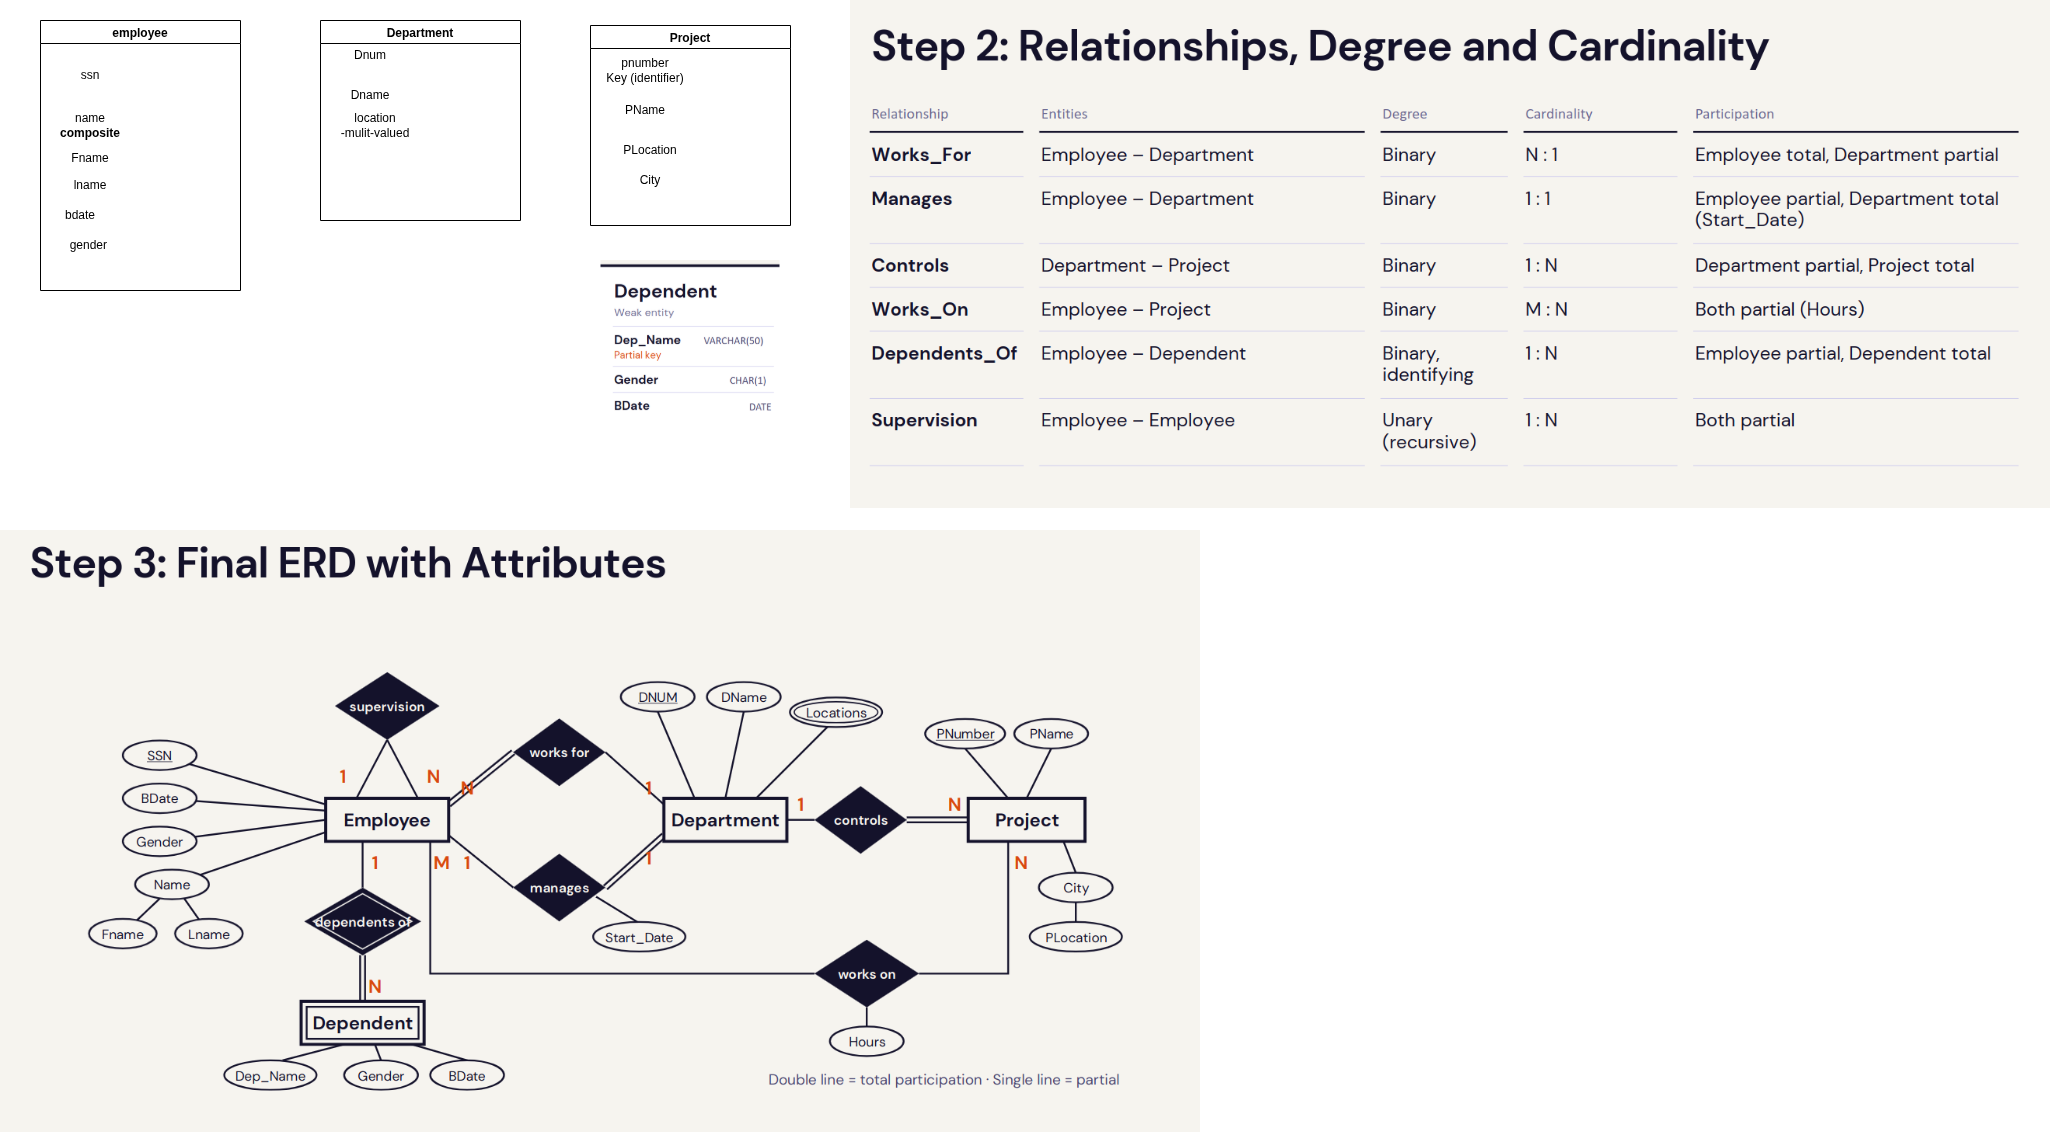 employee
ssn
name
composite
Fname
lname
bdate
gender
Department
Dnum
Dname
location
-mulit-valued
Project
pnumber
Key (identifier)
PName
PLocation
City
Dependent
Weak entity
Dep_Name VARCHAR(50)
Partial key
Gender CHAR(1)
BDate DATE
Step 2: Relationships, Degree and Cardinality
Relationship Entities Degree Cardinality Participation
Works_For Employee – Department Binary N : 1 Employee total, Department partial
Manages Employee – Department Binary 1 : 1 Employee partial, Department total
(Start_Date)
Controls Department – Project Binary 1 : N Department partial, Project total
Works_On Employee – Project Binary M : N Both partial (Hours)
Dependents_Of Employee – Dependent Binary, 1 : N Employee partial, Dependent total
identifying
Supervision Employee – Employee Unary 1 : N Both partial
(recursive)
Step 3: Final ERD with Attributes
supervision
DNUM DName Locations
PNumber PName
works for
SSN
1 N N 1
BDate
1 N
Employee Department controls Project
Gender
1 M 1 1 N
Name manages City
dependents of
Fname Lname Start_Date PLocation
works on
N
Dependent
Hours
Dep_Name Gender BDate
Double line = total participation · Single line = partial